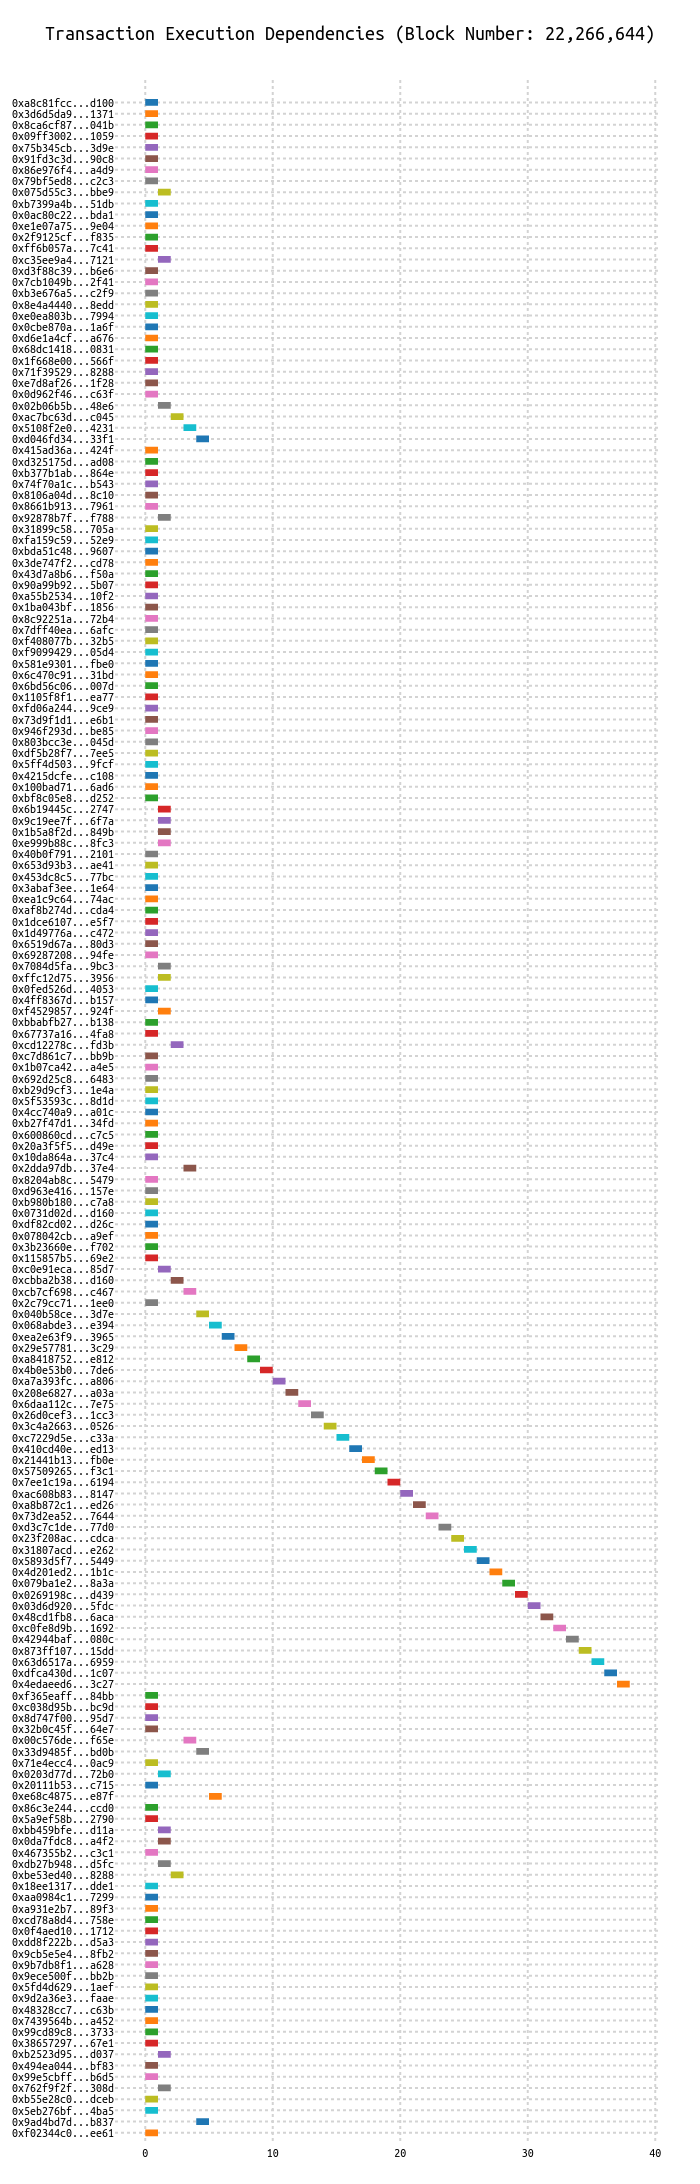 Transaction Execution Dependencies (Block Number: 22,266,644)
0xa8c81fcc...d100
0x3d6d5da9...1371
0x8ca6cf87...041b
0x09ff3002...1059
0x75b345cb...3d9e
0x91fd3c3d...90c8
0x86e976f4...a4d9
0x79bf5ed8...c2c3
0x075d55c3...bbe9
0xb7399a4b...51db
0x0ac80c22...bda1
0xe1e07a75...9e04
0x2f9125cf...f835
0xff6b057a...7c41
0xc35ee9a4...7121
0xd3f88c39...b6e6
0x7cb1049b...2f41
0xb3e676a5...c2f9
0x8e4a4440...8edd
0xe0ea803b...7994
0x0cbe870a...1a6f
0xd6e1a4cf...a676
0x68dc1418...0831
0x1f668e00...566f
0x71f39529...8288
0xe7d8af26...1f28
0x0d962f46...c63f
0x02b06b5b...48e6
0xac7bc63d...c045
0x5108f2e0...4231
0xd046fd34...33f1
0x415ad36a...424f
0xd325175d...ad08
0xb377b1ab...864e
0x74f70a1c...b543
0x8106a04d...8c10
0x8661b913...7961
0x92878b7f...f788
0x31899c58...705a
0xfa159c59...52e9
0xbda51c48...9607
0x3de747f2...cd78
0x43d7a8b6...f50a
0x90a99b92...5b07
0xa55b2534...10f2
0x1ba043bf...1856
0x8c92251a...72b4
0x7dff40ea...6afc
0xf408077b...32b5
0xf9099429...05d4
0x581e9301...fbe0
0x6c470c91...31bd
0x6bd56c06...007d
0x1105f8f1...ea77
0xfd06a244...9ce9
0x73d9f1d1...e6b1
0x946f293d...be85
0x803bcc3e...045d
0xdf5b28f7...7ee5
0x5ff4d503...9fcf
0x4215dcfe...c108
0x100bad71...6ad6
0xbf8c05e8...d252
0x6b19445c...2747
0x9c19ee7f...6f7a
0x1b5a8f2d...849b
0xe999b88c...8fc3
0x40b0f791...2101
0x653d93b3...ae41
0x453dc8c5...77bc
0x3abaf3ee...1e64
0xea1c9c64...74ac
0xaf8b274d...cda4
0x1dce6107...e5f7
0x1d49776a...c472
0x6519d67a...80d3
0x69287208...94fe
0x7084d5fa...9bc3
0xffc12d75...3956
0x0fed526d...4053
0x4ff8367d...b157
0xf4529857...924f
0xbbabfb27...b138
0x67737a16...4fa8
0xcd12278c...fd3b
0xc7d861c7...bb9b
0x1b07ca42...a4e5
0x692d25c8...6483
0xb29d9cf3...1e4a
0x5f53593c...8d1d
0x4cc740a9...a01c
0xb27f47d1...34fd
0x600860cd...c7c5
0x20a3f5f5...d49e
0x10da864a...37c4
0x2dda97db...37e4
0x8204ab8c...5479
0xd963e416...157e
0xb980b180...c7a8
0x0731d02d...d160
0xdf82cd02...d26c
0x078042cb...a9ef
0x3b23660e...f702
0x115857b5...69e2
0xc0e91eca...85d7
0xcbba2b38...d160
0xcb7cf698...c467
0x2c79cc71...1ee0
0x040b58ce...3d7e
0x068abde3...e394
0xea2e63f9...3965
0x29e57781...3c29
0xa8418752...e812
0x4b0e53b0...7de6
0xa7a393fc...a806
0x208e6827...a03a
0x6daa112c...7e75
0x26d0cef3...1cc3
0x3c4a2663...0526
0xc7229d5e...c33a
0x410cd40e...ed13
0x21441b13...fb0e
0x57509265...f3c1
0x7ee1c19a...6194
0xac608b83...8147
0xa8b872c1...ed26
0x73d2ea52...7644
0xd3c7c1de...77d0
0x23f208ac...cdca
0x31807acd...e262
0x5893d5f7...5449
0x4d201ed2...1b1c
0x079ba1e2...8a3a
0x0269198c...d439
0x03d6d920...5fdc
0x48cd1fb8...6aca
0xc0fe8d9b...1692
0x42944baf...080c
0x873ff107...15dd
0x63d6517a...6959
0xdfca430d...1c07
0x4edaeed6...3c27
0xf365eaff...84bb
0xc038d95b...bc9d
0x8d747f00...95d7
0x32b0c45f...64e7
0x00c576de...f65e
0x33d9485f...bd0b
0x71e4ecc4...0ac9
0x0203d77d...72b0
0x20111b53...c715
0xe68c4875...e87f
0x86c3e244...ccd0
0x5a9ef58b...2790
0xbb459bfe...d11a
0x0da7fdc8...a4f2
0x467355b2...c3c1
0xdb27b948...d5fc
0xbe53ed40...8288
0x18ee1317...dde1
0xaa0984c1...7299
0xa931e2b7...89f3
0xcd78a8d4...758e
0x0f4aed10...1712
0xdd8f222b...d5a3
0x9cb5e5e4...8fb2
0x9b7db8f1...a628
0x9ece500f...bb2b
0x5fd4d629...1aef
0x9d2a36e3...faae
0x48328cc7...c63b
0x7439564b...a452
0x99cd89c8...3733
0x38657297...67e1
0xb2523d95...d037
0x494ea044...bf83
0x99e5cbff...b6d5
0x762f9f2f...308d
0xb55e28c0...dceb
0x5eb276bf...4ba5
0x9ad4bd7d...b837
0xf02344c0...ee61
0 10 20 30 40